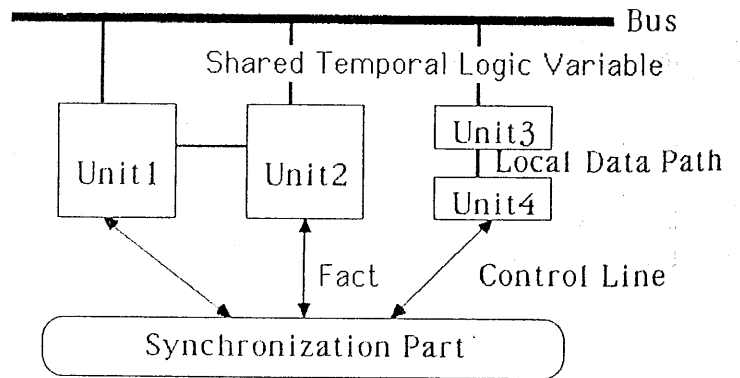 Bus
Shared Temporal Logic Variable
Unit1
Unit2
Unit3
Local Data Path
Unit4
Fact
Control Line
Synchronization Part